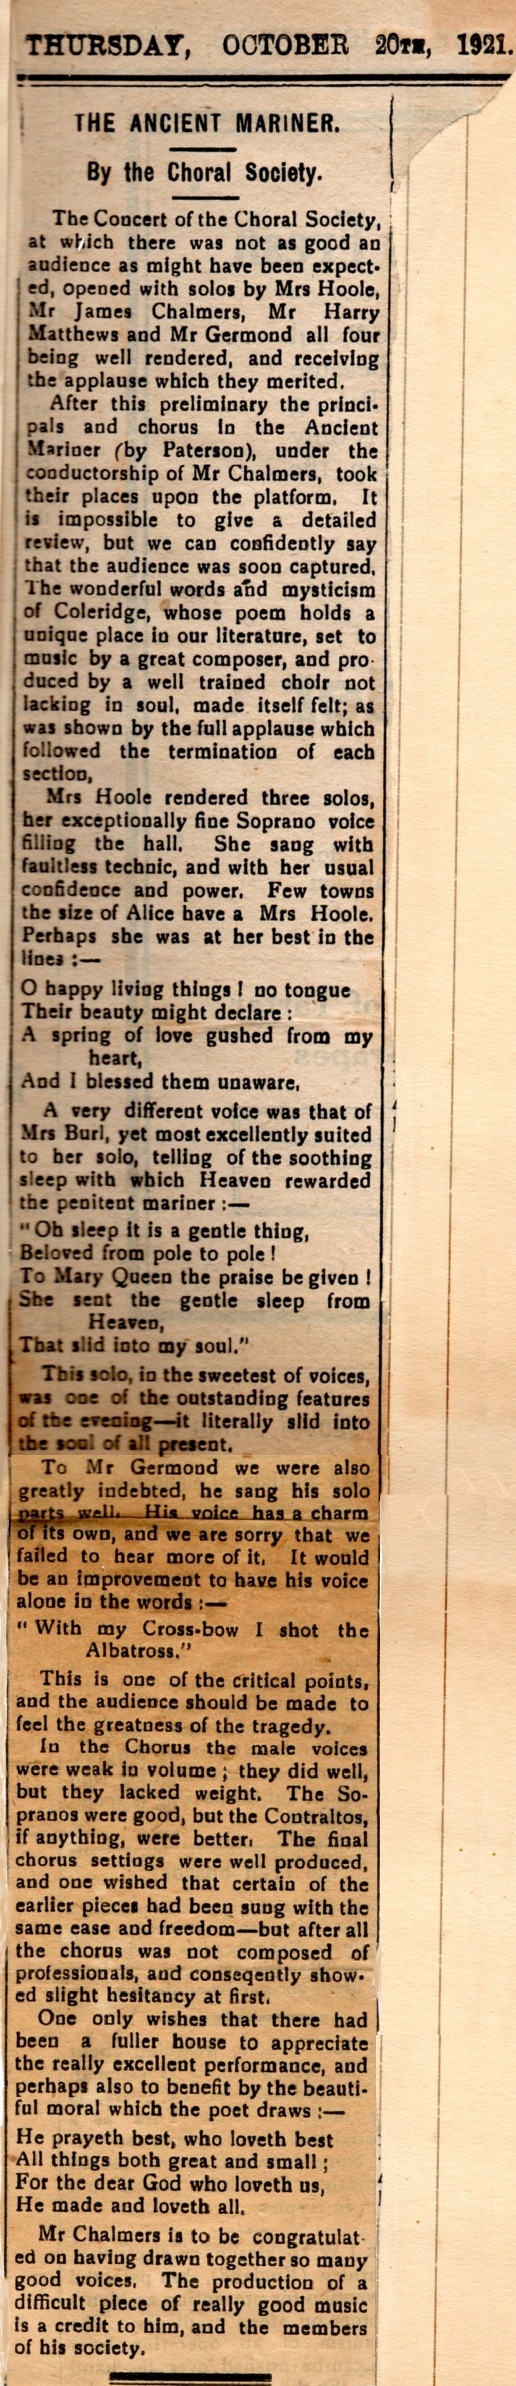 THURSDAY, OCTOBER 20TH, 1921.
THE ANCIENT MARINER.
By the Choral Society.
The Concert of the Choral Society,
at which there was not as good an
audience as might have been expect-
ed, opened with solos by Mrs Hoole,
Mr James Chalmers, Mr Harry
Matthews and Mr Germond all four
being well rendered, and receiving
the applause which they merited.
After this preliminary the princi-
pals and chorus in the Ancient
Mariner (by Paterson), under the
conductorship of Mr Chalmers, took
their places upon the platform. It
is impossible to give a detailed
review, but we can confidently say
that the audience was soon captured.
The wonderful words and mysticism
of Coleridge, whose poem holds a
unique place in our literature, set to
music by a great composer, and pro-
duced by a well trained choir not
lacking in soul, made itself felt; as
was shown by the full applause which
followed the termination of each
section,
Mrs Hoole rendered three solos,
her exceptionally fine Soprano voice
filling the hall. She sang with
faultless technic, and with her usual
confidence and power. Few towns
the size of Alice have a Mrs Hoole.
Perhaps she was at her best in the
lines :—
O happy living things ! no tongue
Their beauty might declare :
A spring of love gushed from my
heart,
And I blessed them unaware,
A very different voice was that of
Mrs Burl, yet most excellently suited
to her solo, telling of the soothing
sleep with which Heaven rewarded
the penitent mariner :—
"Oh sleep it is a gentle thing,
Beloved from pole to pole !
To Mary Queen the praise be given !
She sent the gentle sleep from
Heaven,
That slid into my soul."
This solo, in the sweetest of voices,
was one of the outstanding features
of the evening—it literally slid into
the soul of all present.
To Mr Germond we were also
greatly indebted, he sang his solo
parts well. His voice has a charm
of its own, and we are sorry that we
failed to hear more of it. It would
be an improvement to have his voice
alone in the words :—
" With my Cross-bow I shot the
Albatross."
This is one of the critical points,
and the audience should be made to
feel the greatness of the tragedy.
In the Chorus the male voices
were weak in volume ; they did well,
but they lacked weight. The So-
pranos were good, but the Contraltos,
if anything, were better. The final
chorus settings were well produced,
and one wished that certain of the
earlier pieces had been sung with the
same ease and freedom—but after all
the chorus was not composed of
professionals, and conseqently show-
ed slight hesitancy at first.
One only wishes that there had
been a fuller house to appreciate
the really excellent performance, and
perhaps also to benefit by the beauti-
ful moral which the poet draws :—
He prayeth best, who loveth best
All things both great and small ;
For the dear God who loveth us,
He made and loveth all.
Mr Chalmers is to be congratulat-
ed on having drawn together so many
good voices. The production of a
difficult piece of really good music
is a credit to him, and the members
of his society.